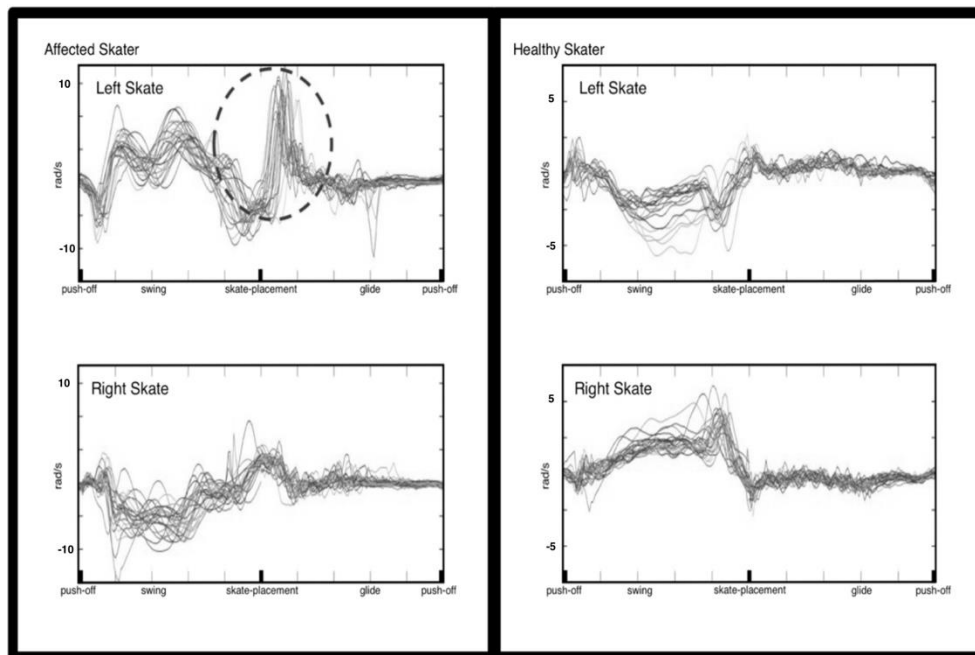 Affected Skater
Left Skate
10
rad/s
-10
push-off swing skate-placement glide push-off
Right Skate
10
rad/s
-10
push-off swing skate-placement glide push-off
Healthy Skater
Left Skate
5
rad/s
-5
push-off swing skate-placement glide push-off
Right Skate
5
rad/s
-5
push-off swing skate-placement glide push-off